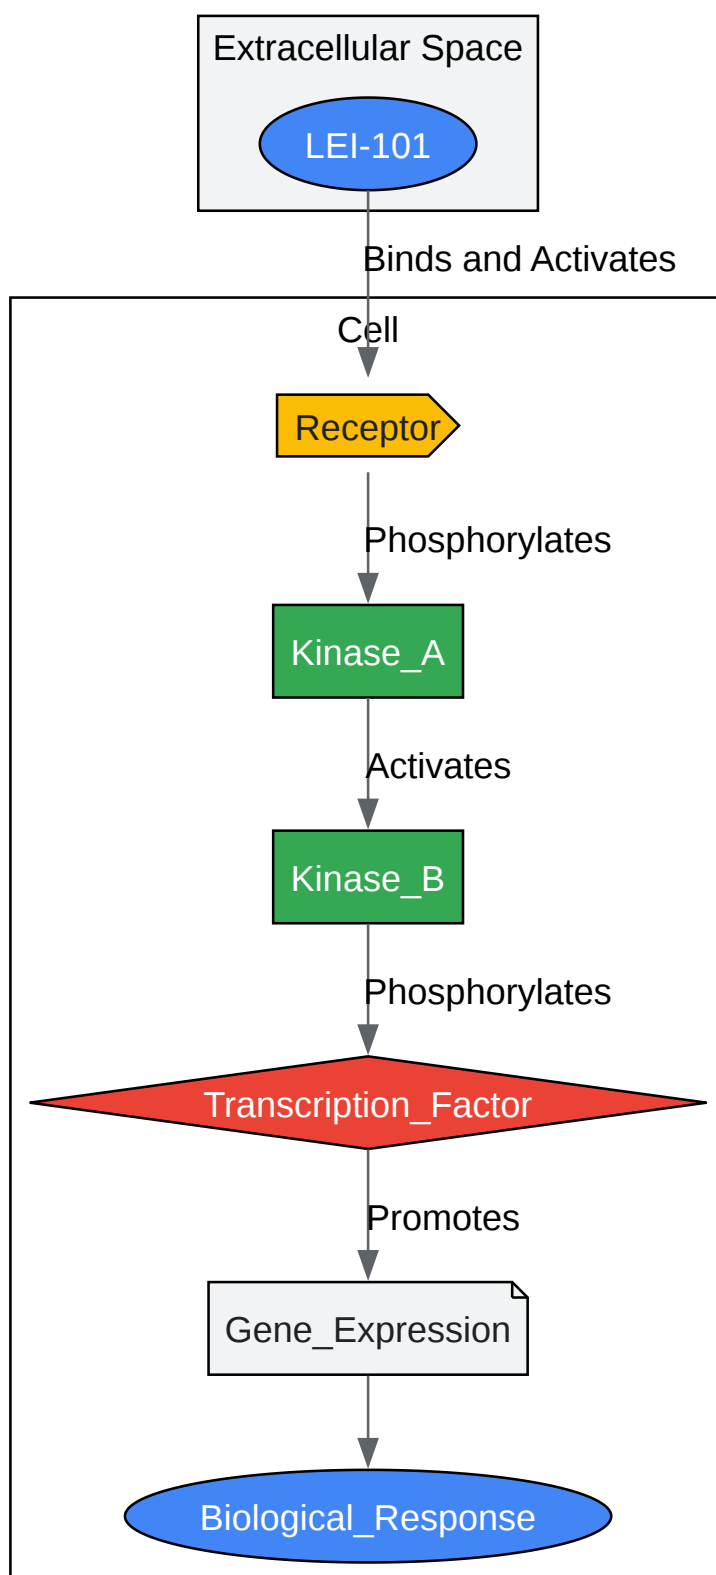 Extracellular Space
LEI-101
Binds and Activates
Cell
Receptor
Phosphorylates
Kinase_A
Activates
Kinase_B
Phosphorylates
Transcription_Factor
Promotes
Gene_Expression
Biological_Response